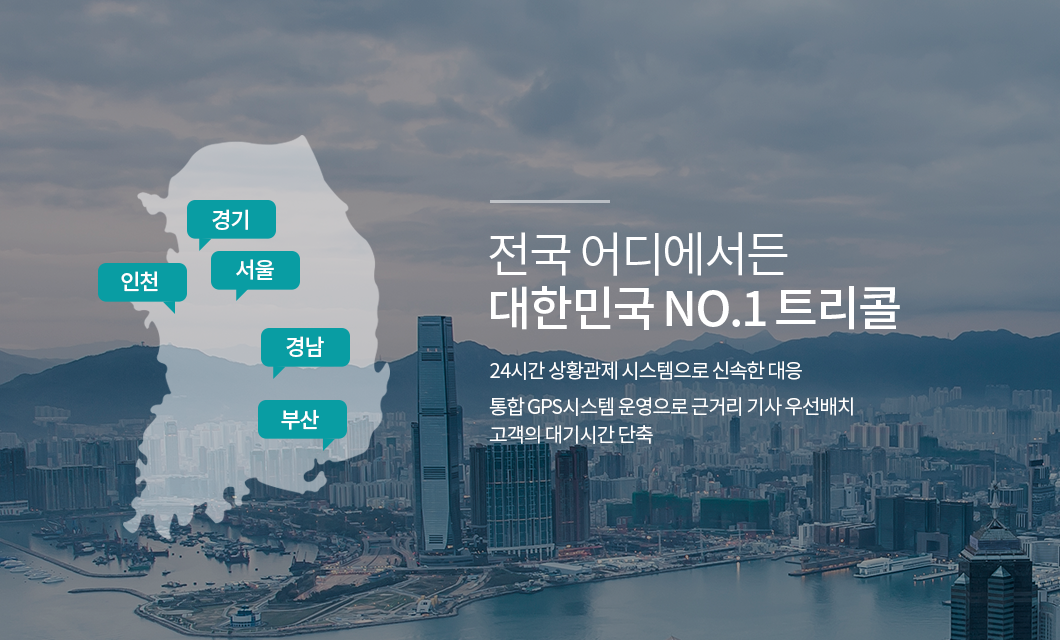 경기
서울
인천
경남
부산
전국 어디에서든
대한민국 NO.1 트리콜
24시간 상황관제 시스템으로 신속한 대응
통합 GPS시스템 운영으로 근거리 기사 우선배치
고객의 대기시간 단축